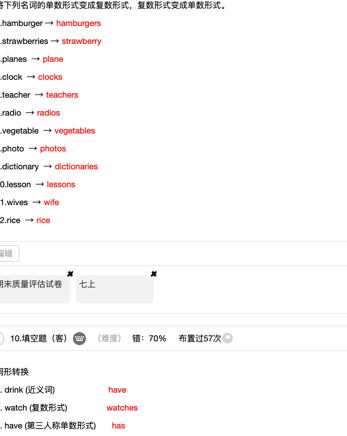 将下列名词的单数形式变成复数形式，复数形式变成单数形式。
.hamburger → hamburgers
.strawberries → strawberry
.planes → plane
.clock → clocks
.teacher → teachers
.radio → radios
.vegetable → vegetables
.photo → photos
.dictionary → dictionaries
0.lesson → lessons
1.wives → wife
2.rice → rice
编辑
期末质量评估试卷 七上
10.填空题（客） （难度） 错：70% 布置过57次
词形转换
. drink (近义词) have
. watch (复数形式) watches
. have (第三人称单数形式) has